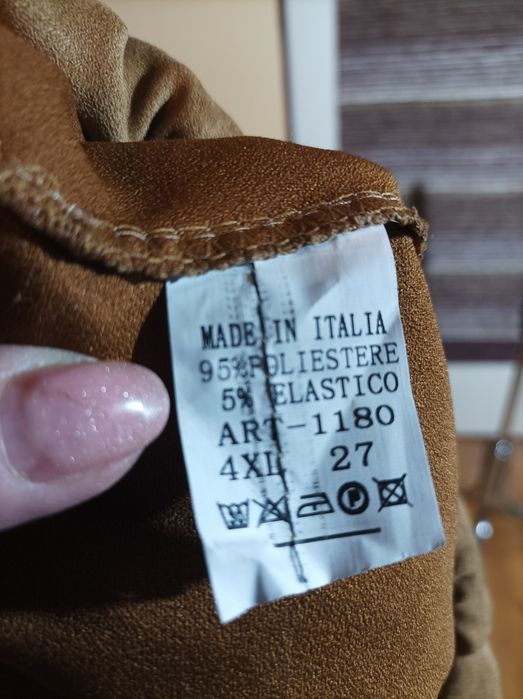 MADE IN ITALIA
95% POLIESTERE
5% ELASTICO
ART-1180
4XL 27
P